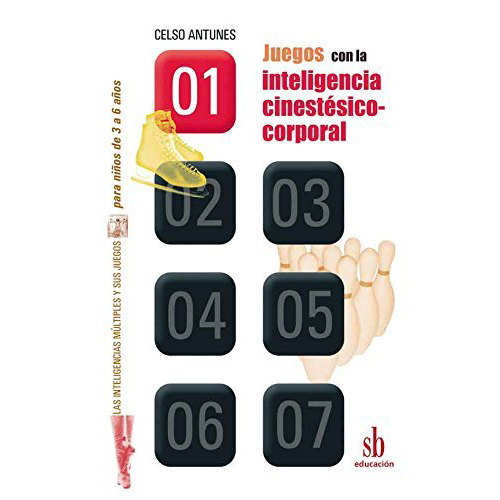 CELSO ANTUNES
Juegos con la
inteligencia
cinestésico-
corporal
01
02
03
04
05
06
07
LAS INTELIGENCIAS MÚLTIPLES Y SUS JUEGOS
para niños de 3 a 6 años
sb
educación